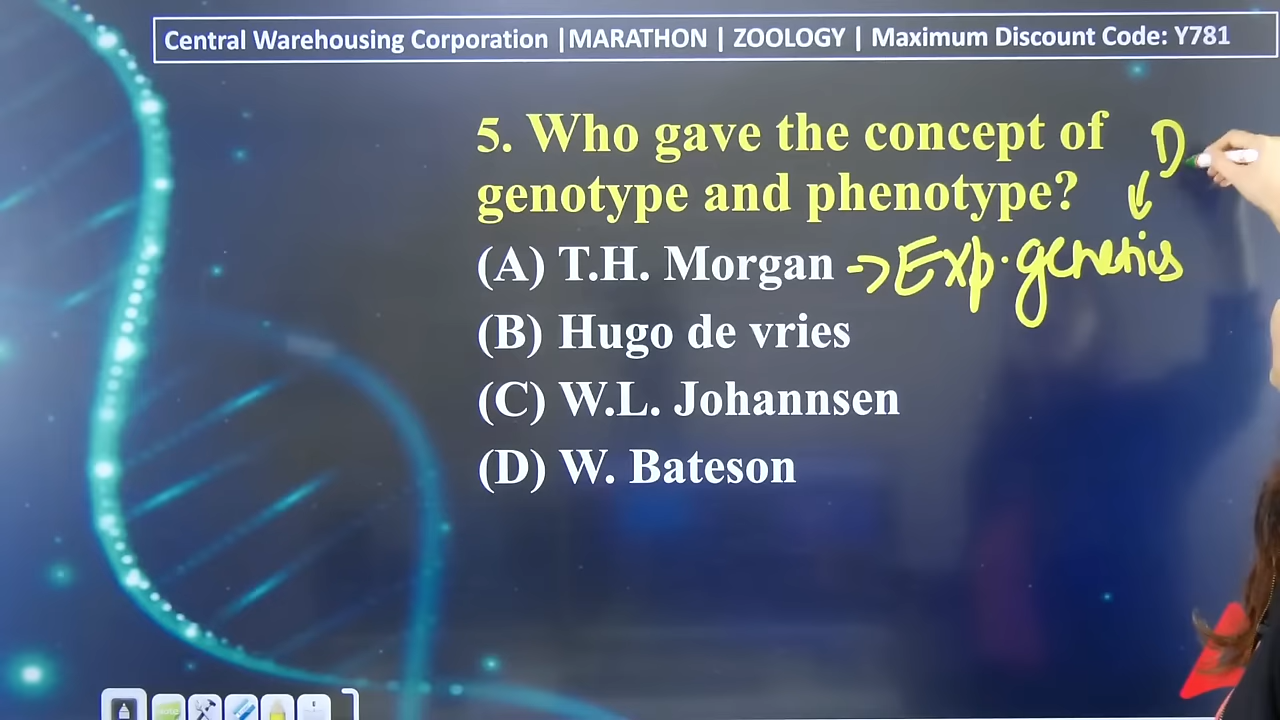 Central Warehousing Corporation |MARATHON | ZOOLOGY | Maximum Discount Code: Y781
5. Who gave the concept of
genotype and phenotype?
D
↓
(A) T.H. Morgan → Exp. genetics
(B) Hugo de vries
(C) W.L. Johannsen
(D) W. Bateson